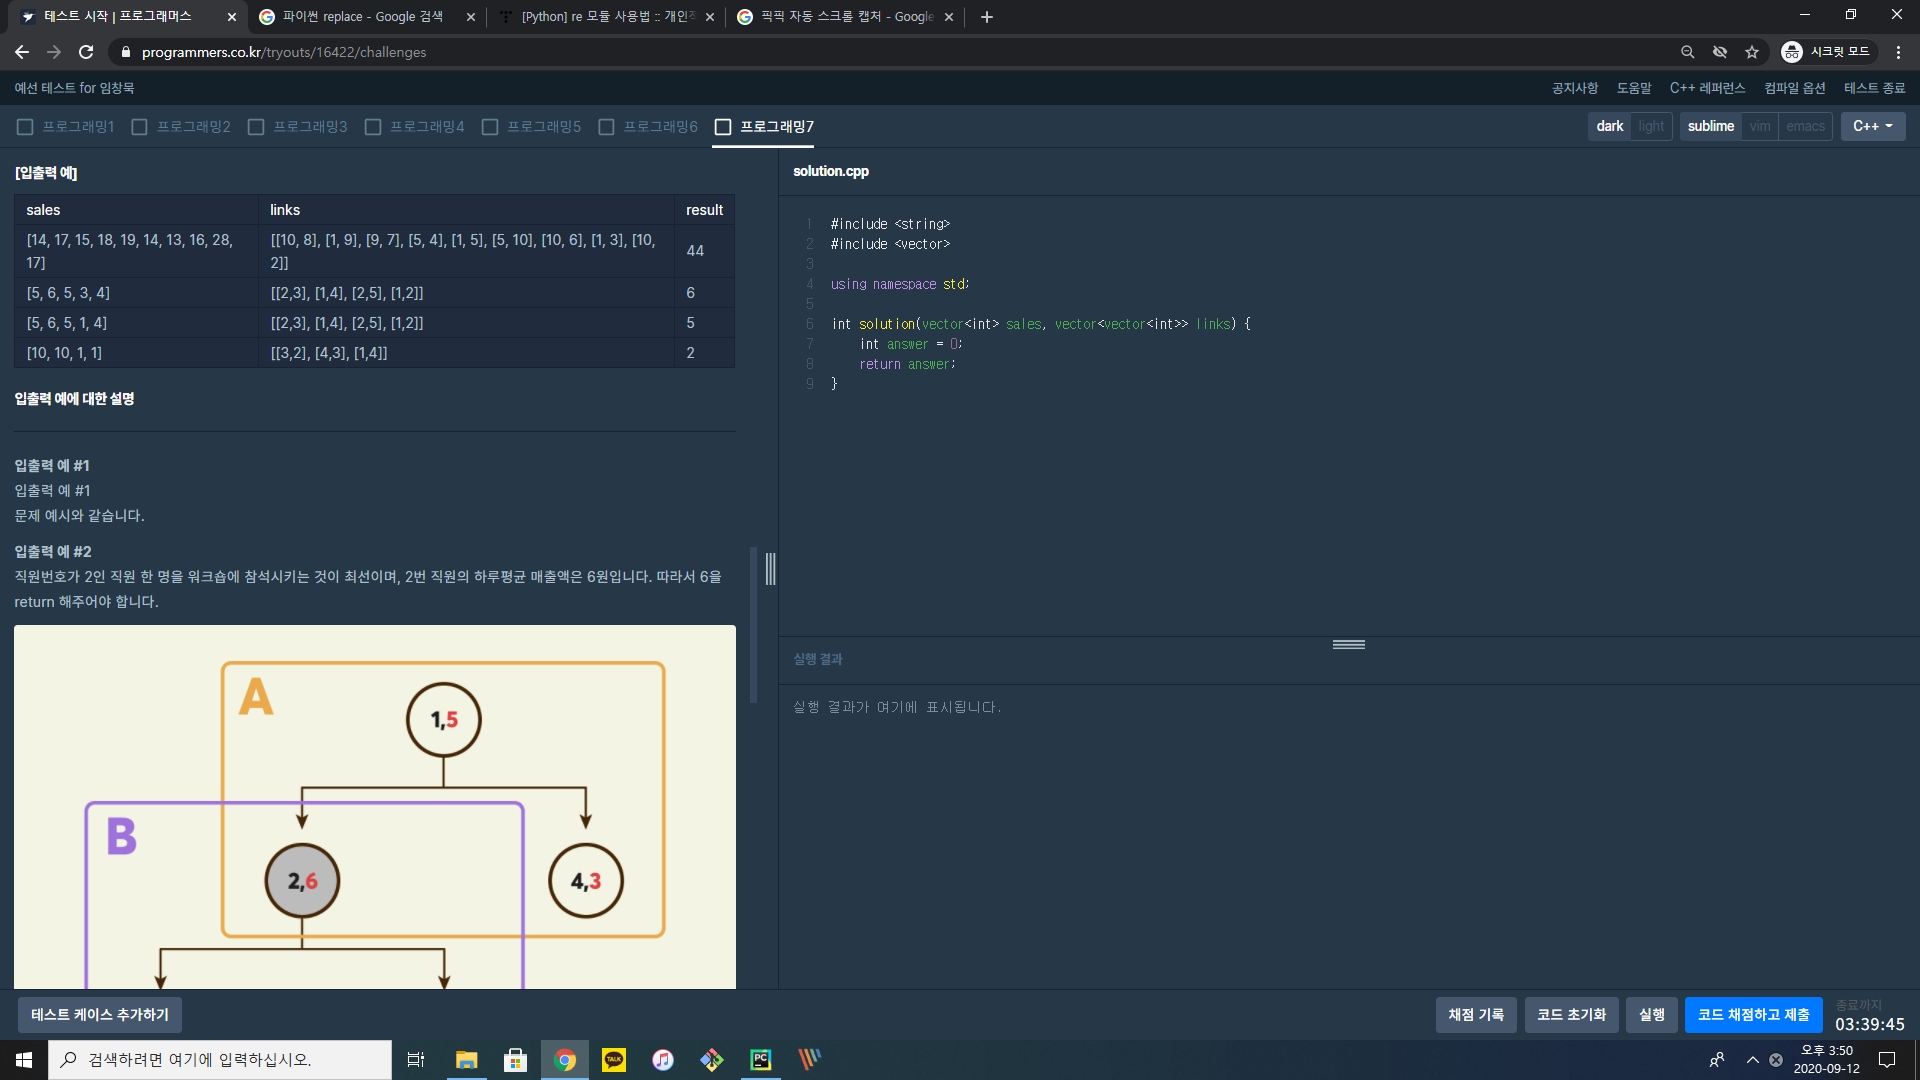 테스트 시작 | 프로그래머스
파이썬 replace - Google 검색
[Python] re 모듈 사용법 :: 개인적
픽픽 자동 스크롤 캡처 - Google
programmers.co.kr/tryouts/16422/challenges
시크릿 모드
예선 테스트 for 임창묵
공지사항 도움말 C++ 레퍼런스 컴파일 옵션 테스트 종료
프로그래밍1 프로그래밍2 프로그래밍3 프로그래밍4 프로그래밍5 프로그래밍6 프로그래밍7
dark light sublime vim emacs C++
[입출력 예]
sales links result
[14, 17, 15, 18, 19, 14, 13, 16, 28, 17] [[10, 8], [1, 9], [9, 7], [5, 4], [1, 5], [5, 10], [10, 6], [1, 3], [10, 2]] 44
[5, 6, 5, 3, 4] [[2,3], [1,4], [2,5], [1,2]] 6
[5, 6, 5, 1, 4] [[2,3], [1,4], [2,5], [1,2]] 5
[10, 10, 1, 1] [[3,2], [4,3], [1,4]] 2
입출력 예에 대한 설명
입출력 예 #1
입출력 예 #1
문제 예시와 같습니다.
입출력 예 #2
직원번호가 2인 직원 한 명을 워크숍에 참석시키는 것이 최선이며, 2번 직원의 하루평균 매출액은 6원입니다. 따라서 6을
return 해주어야 합니다.
A
1,5
B
2,6
4,3
solution.cpp
1 #include <string>
2 #include <vector>
3
4 using namespace std;
5
6 int solution(vector<int> sales, vector<vector<int>> links) {
7 int answer = 0;
8 return answer;
9 }
실행 결과
실행 결과가 여기에 표시됩니다.
테스트 케이스 추가하기
채점 기록 코드 초기화 실행 코드 채점하고 제출
종료까지
03:39:45
검색하려면 여기에 입력하십시오.
TALK
PC
오후 3:50
2020-09-12